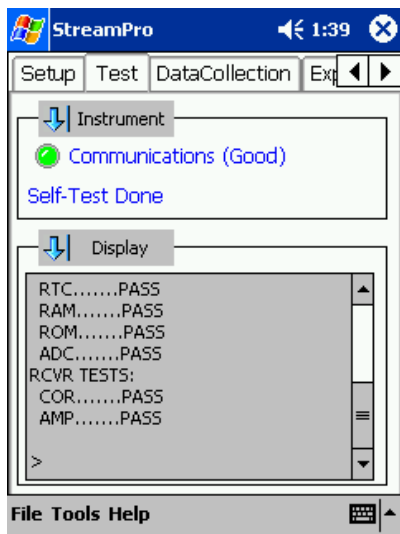 StreamPro 1:39
Setup Test DataCollection
Instrument
Communications (Good)
Self-Test Done
Display
RTC.......PASS
RAM.......PASS
ROM.......PASS
ADC.......PASS
RCVR TESTS:
COR.......PASS
AMP.......PASS
>
File Tools Help